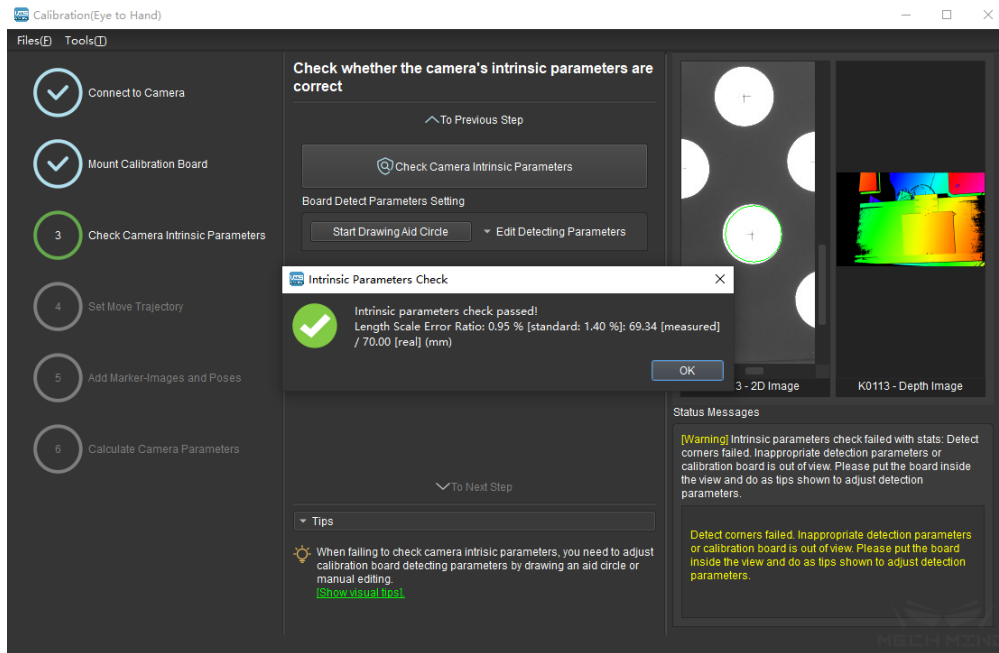 Calibration(Eye to Hand)
Files(F) Tools(T)
Connect to Camera
Mount Calibration Board
3 Check Camera Intrinsic Parameters
4 Set Move Trajectory
5 Add Marker-Images and Poses
6 Calculate Camera Parameters
Check whether the camera's intrinsic parameters are
correct
To Previous Step
Check Camera Intrinsic Parameters
Board Detect Parameters Setting
Start Drawing Aid Circle Edit Detecting Parameters
Intrinsic Parameters Check
Intrinsic parameters check passed!
Length Scale Error Ratio: 0.95 % [standard: 1.40 %]: 69.34 [measured]
/ 70.00 [real] (mm)
OK
To Next Step
Tips
When failing to check camera intrisic parameters, you need to adjust
calibration board detecting parameters by drawing an aid circle or
manual editing.
[Show visual tips].
3 - 2D Image
K0113 - Depth Image
Status Messages
[Warning] Intrinsic parameters check failed with stats: Detect
corners failed. Inappropriate detection parameters or
calibration board is out of view. Please put the board inside
the view and do as tips shown to adjust detection
parameters.
Detect corners failed. Inappropriate detection parameters
or calibration board is out of view. Please put the board
inside the view and do as tips shown to adjust detection
parameters.
MECH MIND